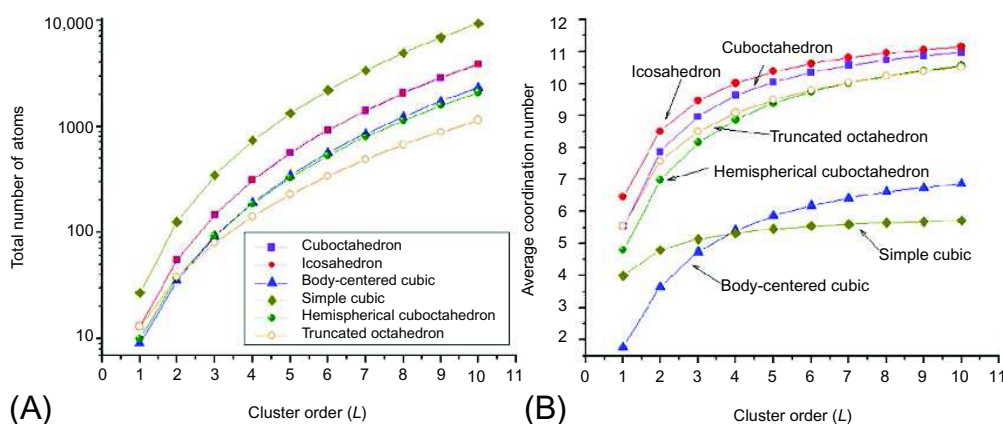 10,000
1000
100
10
Total number of atoms
Cuboctahedron
Icosahedron
Body-centered cubic
Simple cubic
Hemispherical cuboctahedron
Truncated octahedron
0 1 2 3 4 5 6 7 8 9 10 11
Cluster order (L)
(A)
12
11
10
9
8
7
6
5
4
3
2
Average coordination number
Cuboctahedron
Icosahedron
Truncated octahedron
Hemispherical cuboctahedron
Simple cubic
Body-centered cubic
0 1 2 3 4 5 6 7 8 9 10 11
Cluster order (L)
(B)